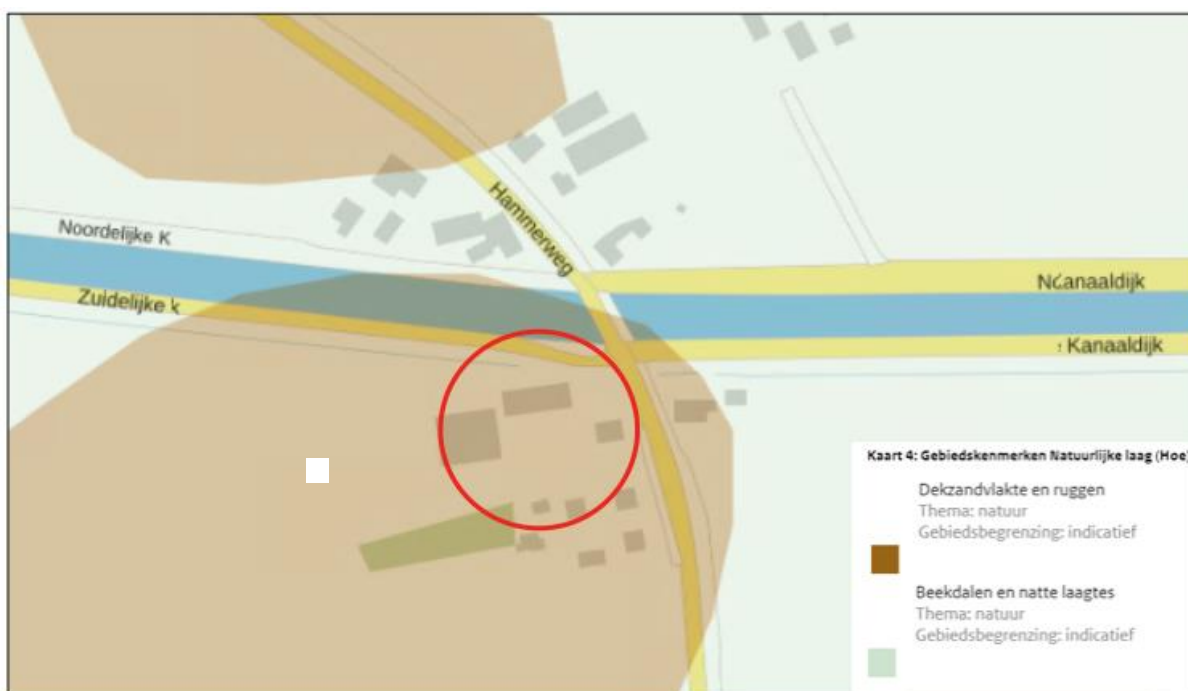 Noordelijke K
Hammerweg
Zuidelijke k
Kanaaldijk
Kanaaldijk
Kaart 4: Gebiedskenmerken Natuurlijke laag (Hoe)
Dekzandvlakte en ruggen
Thema: natuur
Gebiedsbegrenzing: indicatief
Beekdalen en natte laagtes
Thema: natuur
Gebiedsbegrenzing: indicatief